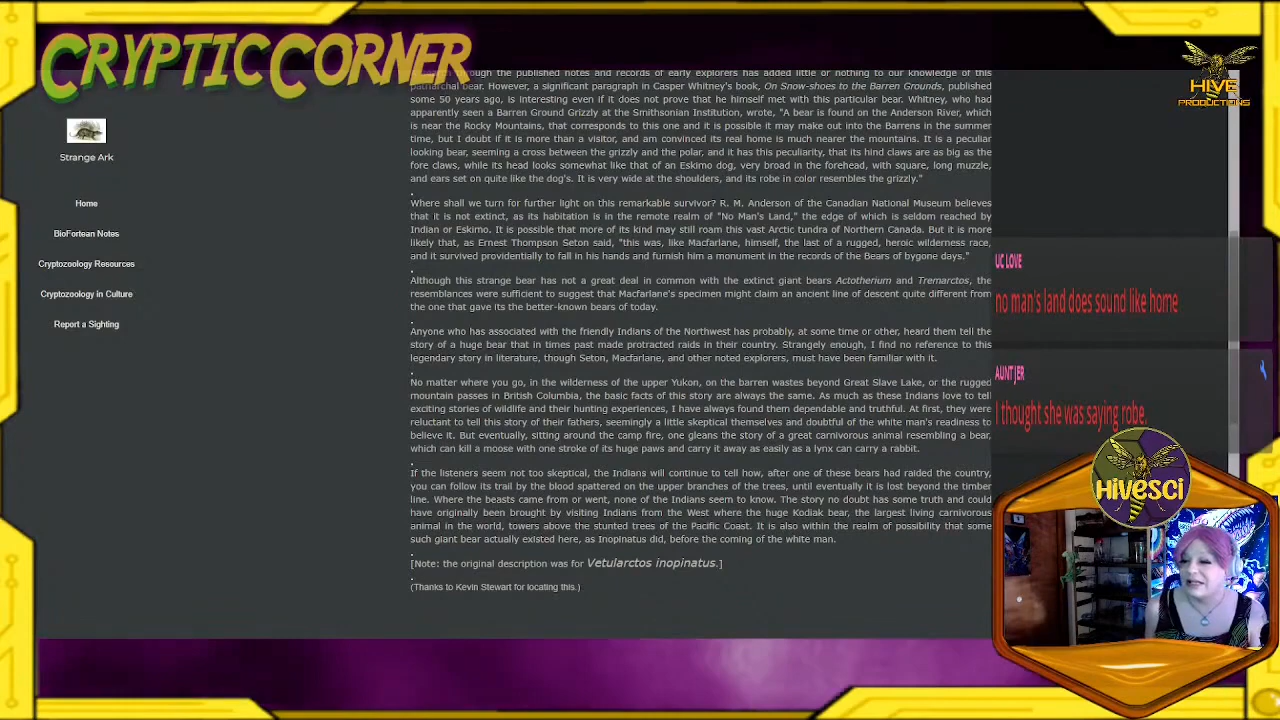 CRYPTIC CORNER
HIVE
PRODUCTIONS
Strange Ark
Home
BioFortean Notes
Cryptozoology Resources
Cryptozoology in Culture
Report a Sighting
through the published notes and records of early explorers has added little or nothing to our knowledge of this
patriarchal bear. However, a significant paragraph in Casper Whitney's book, On Snow-shoes to the Barren Grounds, published
some 50 years ago, is interesting even if it does not prove that he himself met with this particular bear. Whitney, who had
apparently seen a Barren Ground Grizzly at the Smithsonian Institution, wrote, "A bear is found on the Anderson River, which
is near the Rocky Mountains, that corresponds to this one and it is possible it may make out into the Barrens in the summer
time, but I doubt if it is more than a visitor, and am convinced its real home is much nearer the mountains. It is a peculiar
looking bear, seeming a cross between the grizzly and the polar, and it has this peculiarity, that its hind claws are as big as the
fore claws, while its head looks somewhat like that of an Eskimo dog, very broad in the forehead, with square, long muzzle,
and ears set on quite like the dog's. It is very wide at the shoulders, and its robe in color resembles the grizzly."
.
Where shall we turn for further light on this remarkable survivor? R. M. Anderson of the Canadian National Museum believes
that it is not extinct, as its habitation is in the remote realm of "No Man's Land," the edge of which is seldom reached by
Indian or Eskimo. It is possible that more of its kind may still roam this vast Arctic tundra of Northern Canada. But it is more
likely that, as Ernest Thompson Seton said, "this was, like Macfarlane, himself, the last of a rugged, heroic wilderness race,
and it survived providentially to fall in his hands and furnish him a monument in the records of the Bears of bygone days."
.
Although this strange bear has not a great deal in common with the extinct giant bears Actotherium and Tremarctos, the
resemblances were sufficient to suggest that Macfarlane's specimen might claim an ancient line of descent quite different from
the one that gave its the better-known bears of today.
.
Anyone who has associated with the friendly Indians of the Northwest has probably, at some time or other, heard them tell the
story of a huge bear that in times past made protracted raids in their country. Strangely enough, I find no reference to this
legendary story in literature, though Seton, Macfarlane, and other noted explorers, must have been familiar with it.
.
No matter where you go, in the wilderness of the upper Yukon, on the barren wastes beyond Great Slave Lake, or the rugged
mountain passes in British Columbia, the basic facts of this story are always the same. As much as these Indians love to tell
exciting stories of wildlife and their hunting experiences, I have always found them dependable and truthful. At first, they were
reluctant to tell this story of their fathers, seemingly a little skeptical themselves and doubtful of the white man's readiness to
believe it. But eventually, sitting around the camp fire, one gleans the story of a great carnivorous animal resembling a bear,
which can kill a moose with one stroke of its huge paws and carry it away as easily as a lynx can carry a rabbit.
.
If the listeners seem not too skeptical, the Indians will continue to tell how, after one of these bears had raided the country,
you can follow its trail by the blood spattered on the upper branches of the trees, until eventually it is lost beyond the timber
line. Where the beasts came from or went, none of the Indians seem to know. The story no doubt has some truth and could
have originally been brought by visiting Indians from the West where the huge Kodiak bear, the largest living carnivorous
animal in the world, towers above the stunted trees of the Pacific Coast. It is also within the realm of possibility that some
such giant bear actually existed here, as Inopinatus did, before the coming of the white man.
.
[Note: the original description was for Vetularctos inopinatus.]
.
(Thanks to Kevin Stewart for locating this.)
UC LOVE
no man's land does sound like home
AUNT JER
I thought she was saying robe.
HIVESCI